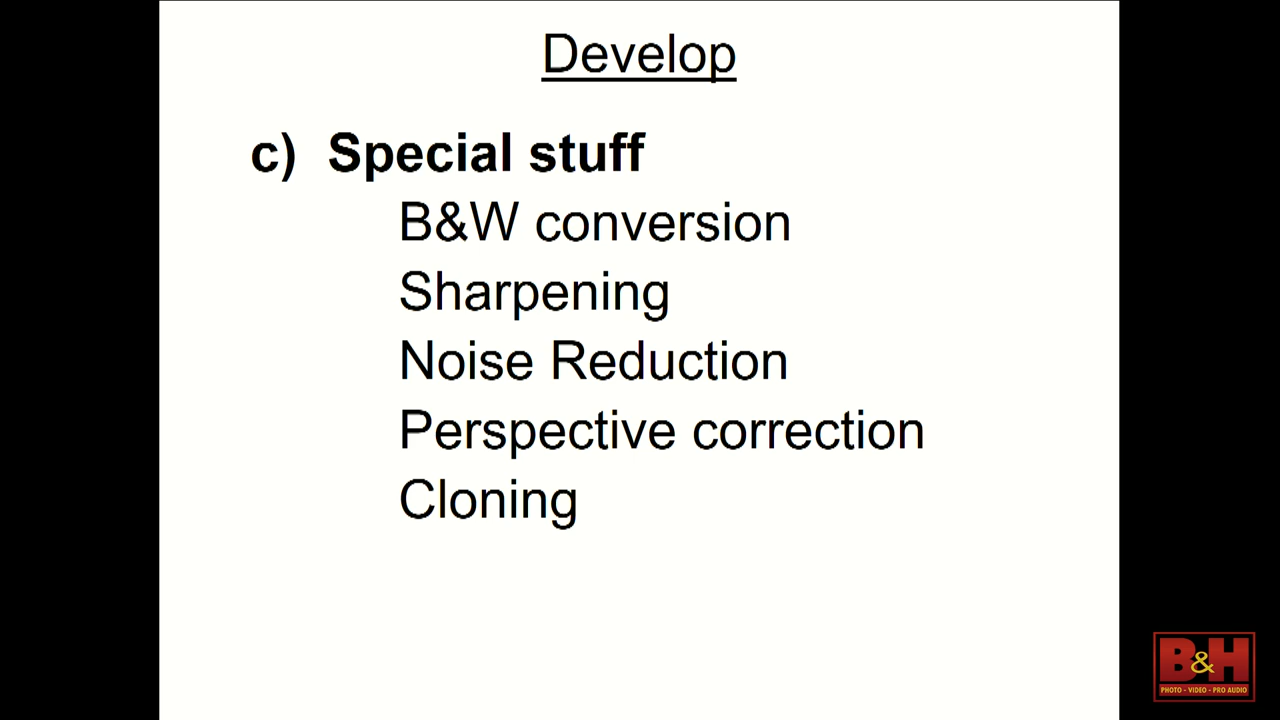 Develop
c) Special stuff
B&W conversion
Sharpening
Noise Reduction
Perspective correction
Cloning
B&H
PHOTO - VIDEO - PRO AUDIO